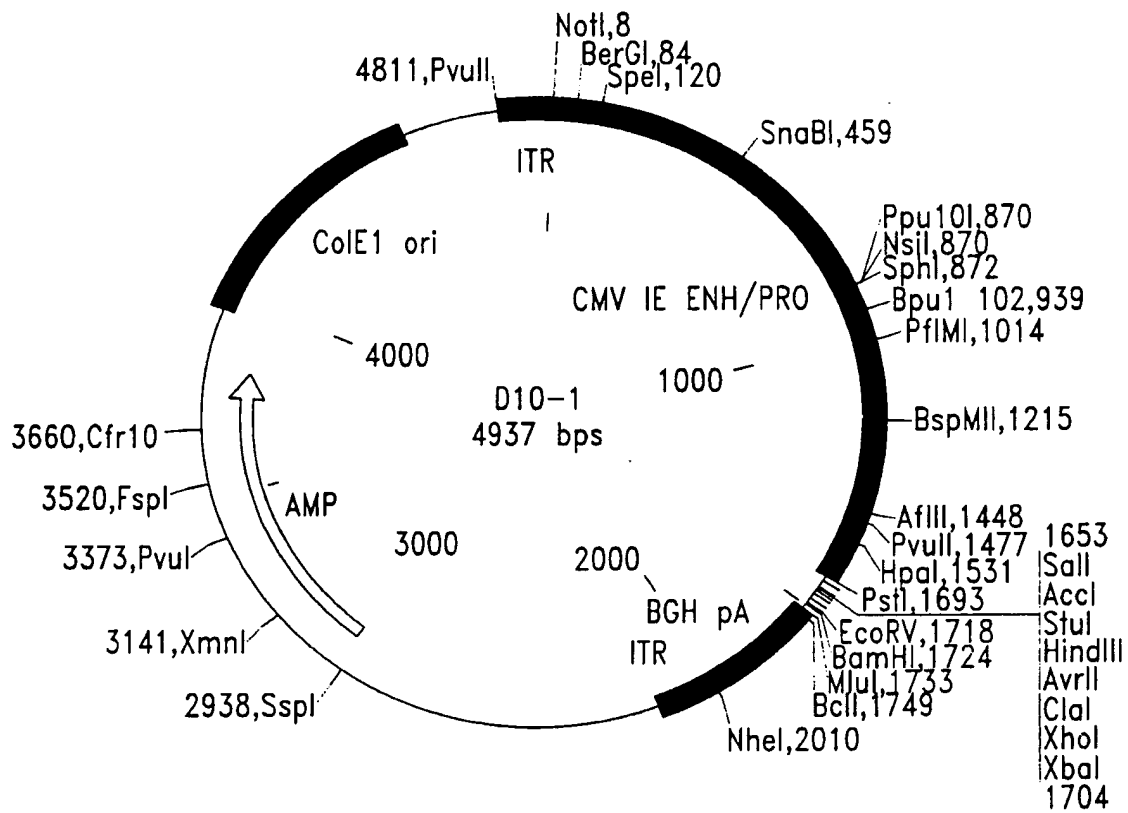 NotI,8
BerGI,84
SpeI,120
4811,PvuII
SnaBI,459
ITR
Ppu10I,870
NsiI,870
SphI,872
ColE1 ori
CMV IE ENH/PRO
Bpu1 102,939
PflMI,1014
4000
1000
D10-1
4937 bps
BspMII,1215
3660,Cfr10
3520,FspI
AMP
3373,PvuI
3000
2000
AflII,1448
PvuII,1477
HpaI,1531
PstI,1693
BGH pA
EcoRV,1718
BamHI,1724
MluI,1733
BclI,1749
ITR
3141,XmnI
2938,SspI
NheI,2010
1653
SalI
AccI
StuI
HindIII
AvrII
ClaI
XhoI
XbaI
1704